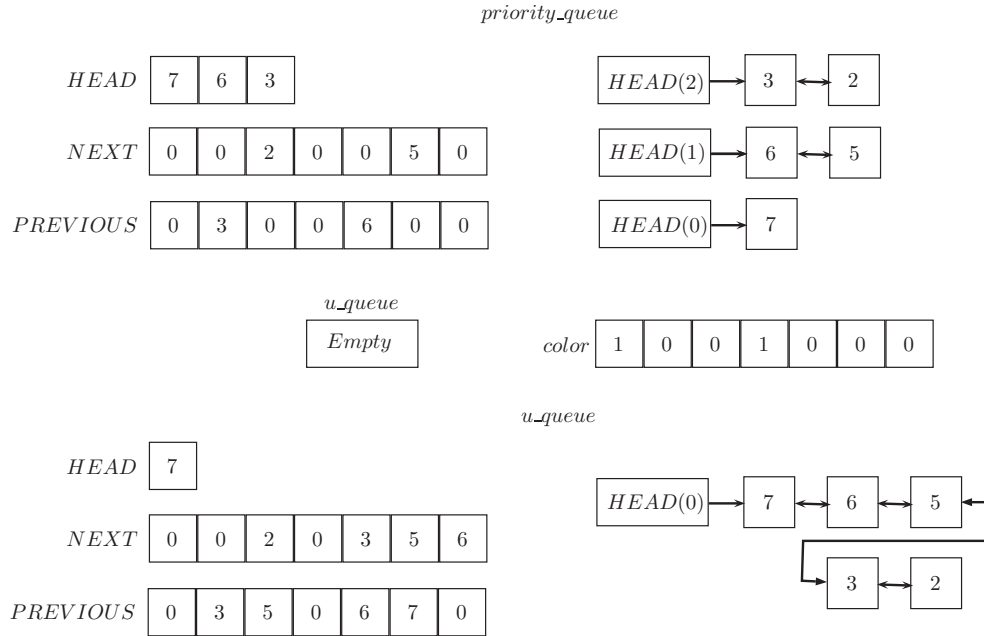 priority_queue
HEAD 7 6 3
HEAD(2) 3 2
NEXT 0 0 2 0 0 5 0
HEAD(1) 6 5
PREVIOUS 0 3 0 0 6 0 0
HEAD(0) 7
u_queue
Empty
color 1 0 0 1 0 0 0
u_queue
HEAD 7
HEAD(0) 7 6 5
NEXT 0 0 2 0 3 5 6
3 2
PREVIOUS 0 3 5 0 6 7 0